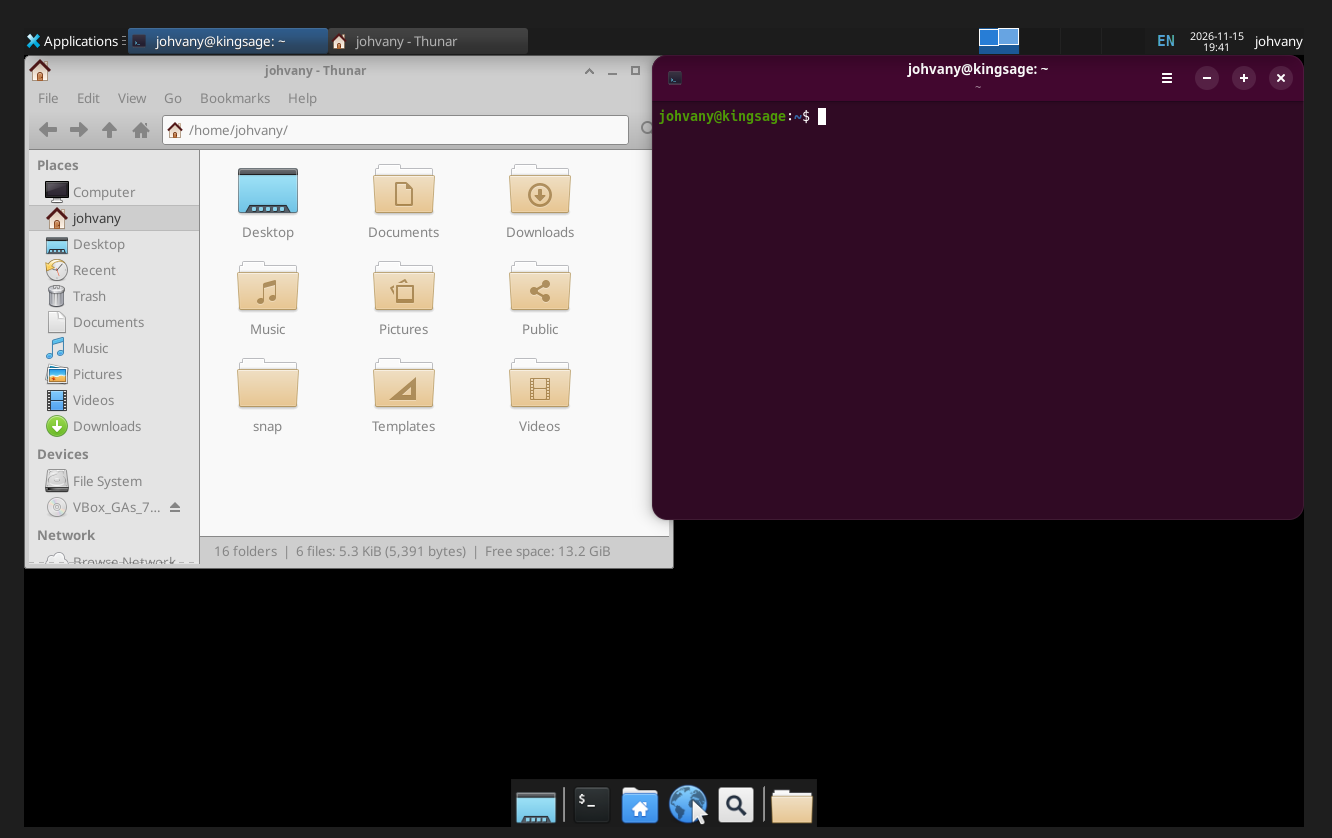 Applications
johvany@kingsage: ~
johvany - Thunar
EN
2026-11-15
19:41
johvany
johvany - Thunar
File Edit View Go Bookmarks Help
/home/johvany/
Places
Computer
johvany
Desktop
Recent
Trash
Documents
Music
Pictures
Videos
Downloads
Devices
File System
VBox_GAs_7...
Network
Browse Network
Desktop Documents Downloads
Music Pictures Public
snap Templates Videos
16 folders | 6 files: 5.3 KiB (5,391 bytes) | Free space: 13.2 GiB
johvany@kingsage: ~
~
johvany@kingsage:~$
$_